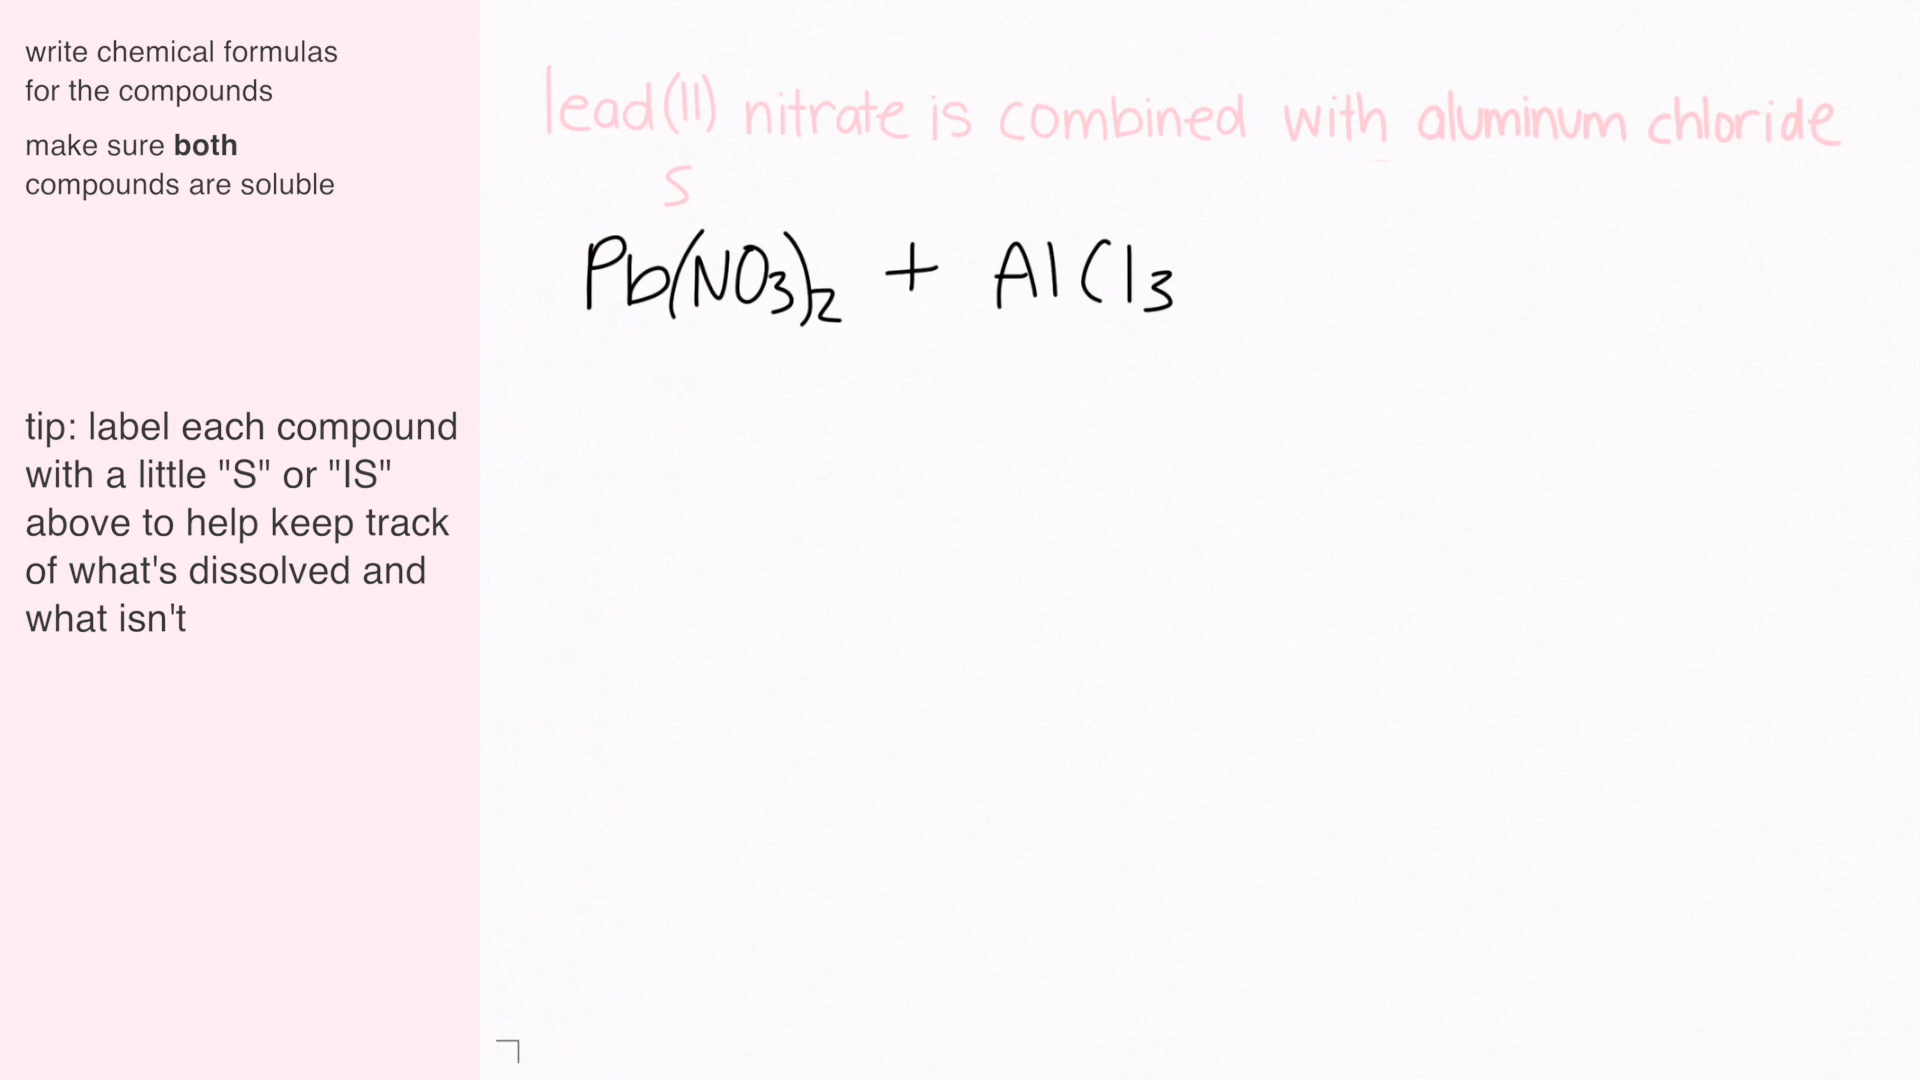 write chemical formulas
for the compounds
make sure both
compounds are soluble
tip: label each compound
with a little "S" or "IS"
above to help keep track
of what's dissolved and
what isn't
lead(II) nitrate is combined with aluminum chloride
S
Pb(NO₃)₂ + AlCl₃